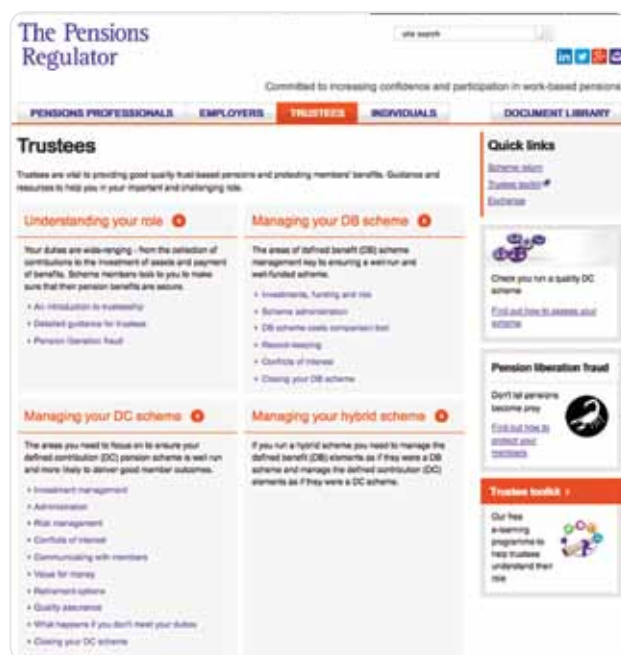 The Pensions
Regulator
site search
Committed to increasing confidence and participation in work-based pensions
PENSIONS PROFESSIONALS
EMPLOYERS
TRUSTEES
INDIVIDUALS
DOCUMENT LIBRARY
Trustees
Trustees are vital to providing good quality trust-based pensions and protecting members' benefits. Guidance and
resources to help you in your important and challenging role.
Understanding your role
Your duties are wide-ranging - from the collection of
contributions to the investment of assets and payment
of benefits. Scheme members look to you to make
sure that their pension benefits are secure.
An introduction to trusteeship
Detailed guidance for trustees
Pension liberation fraud
Managing your DB scheme
The areas of defined benefit (DB) scheme
management key to ensuring a well-run and
well-funded scheme.
Investments, funding and risk
Scheme administration
DB scheme costs comparison tool
Record-keeping
Conflicts of interest
Closing your DB scheme
Managing your DC scheme
The areas you need to focus on to ensure your
defined contribution (DC) pension scheme is well run
and more likely to deliver good member outcomes.
Investment management
Administration
Risk management
Conflicts of interest
Communicating with members
Value for money
Retirement options
Quality assurance
What happens if you don't meet your duties
Closing your DC scheme
Managing your hybrid scheme
If you run a hybrid scheme you need to manage the
defined benefit (DB) elements as if they were a DB
scheme and manage the defined contribution (DC)
elements as if they were a DC scheme.
Quick links
Scheme return
Trustee toolkit
Exchange
Check you run a quality DC
scheme
Find out how to assess your
scheme
Pension liberation fraud
Don't let pensions
become prey
Find out how to
protect your
members
Trustee toolkit
Our free
e-learning
programme to
help trustees
understand their
role